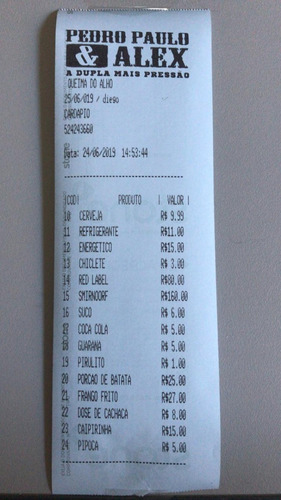 PEDRO PAULO
& ALEX
A DUPLA MAIS PRESSÃO
QUEIMA DO ALHO
25/06/019 / diego
CARDAPIO
524243660
Data: 24/06/2019 14:53:44
|COD| PRODUTO | VALOR|
10 CERVEJA R$ 9.99
11 REFRIGERANTE R$11.00
12 ENERGETICO R$15.00
13 CHICLETE R$ 3.00
14 RED LABEL R$80.00
15 SMIRNOORF R$160.00
16 SUCO R$ 6.00
17 COCA COLA R$ 5.00
18 GUARANA R$ 5.00
19 PIRULITO R$ 1.00
20 PORCAO DE BATATA R$25.00
21 FRANGO FRITO R$27.00
22 DOSE DE CACHACA R$ 8.00
23 CAIPIRINHA R$15.00
24 PIPOCA R$ 5.00